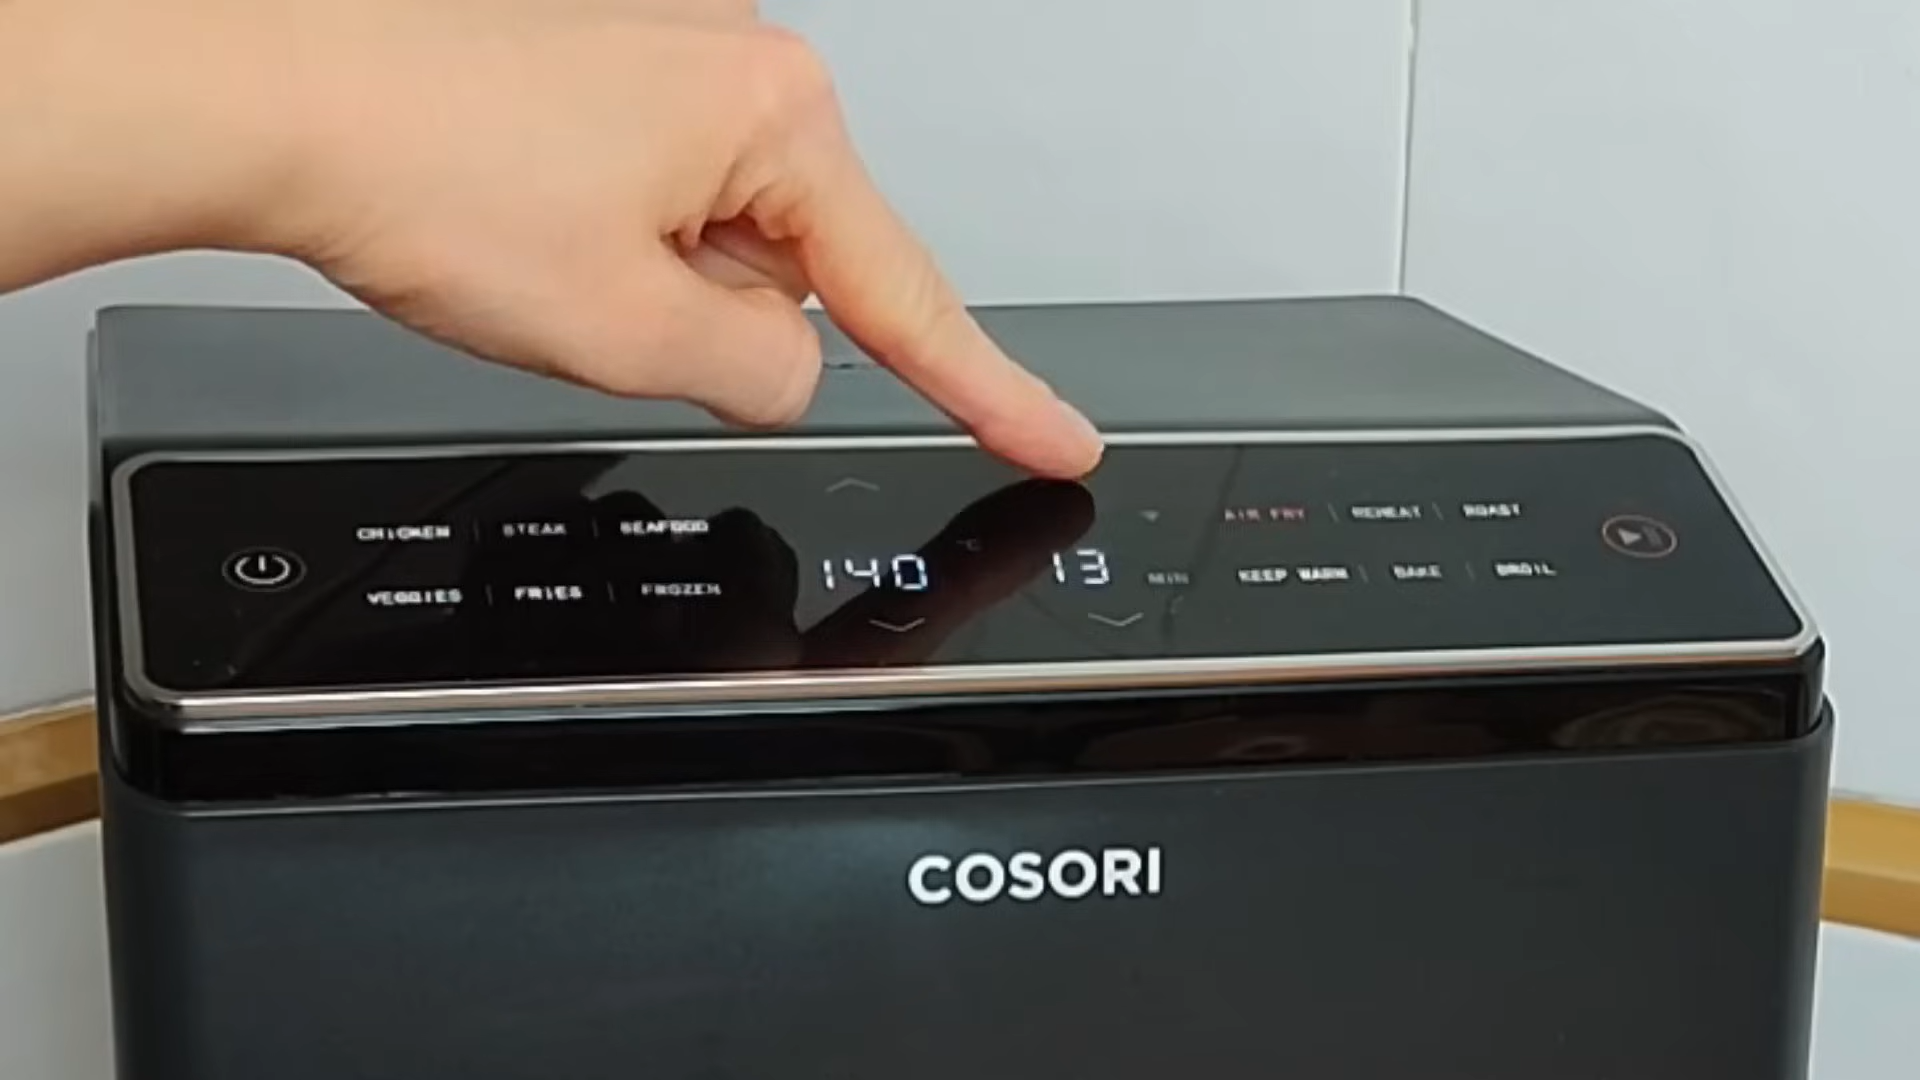 CHICKEN | STEAK | SEAFOOD
VEGGIES | FRIES | FROZEN
140 °C
13 MIN
AIR FRY | REHEAT | ROAST
KEEP WARM | BAKE | BROIL
COSORI